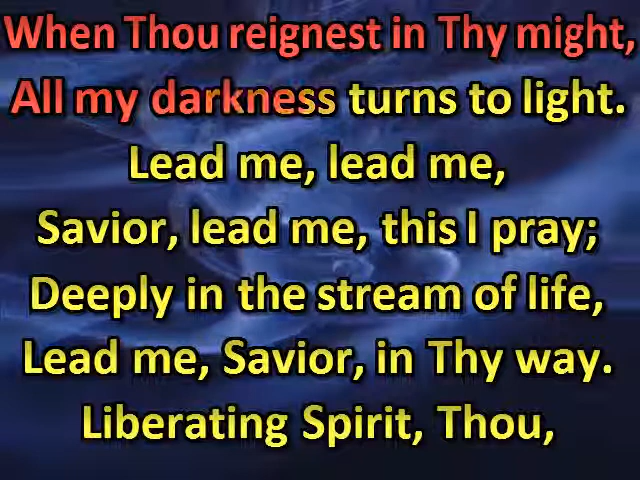 When Thou reignest in Thy might,
All my darkness turns to light.
Lead me, lead me,
Savior, lead me, this I pray;
Deeply in the stream of life,
Lead me, Savior, in Thy way.
Liberating Spirit, Thou,